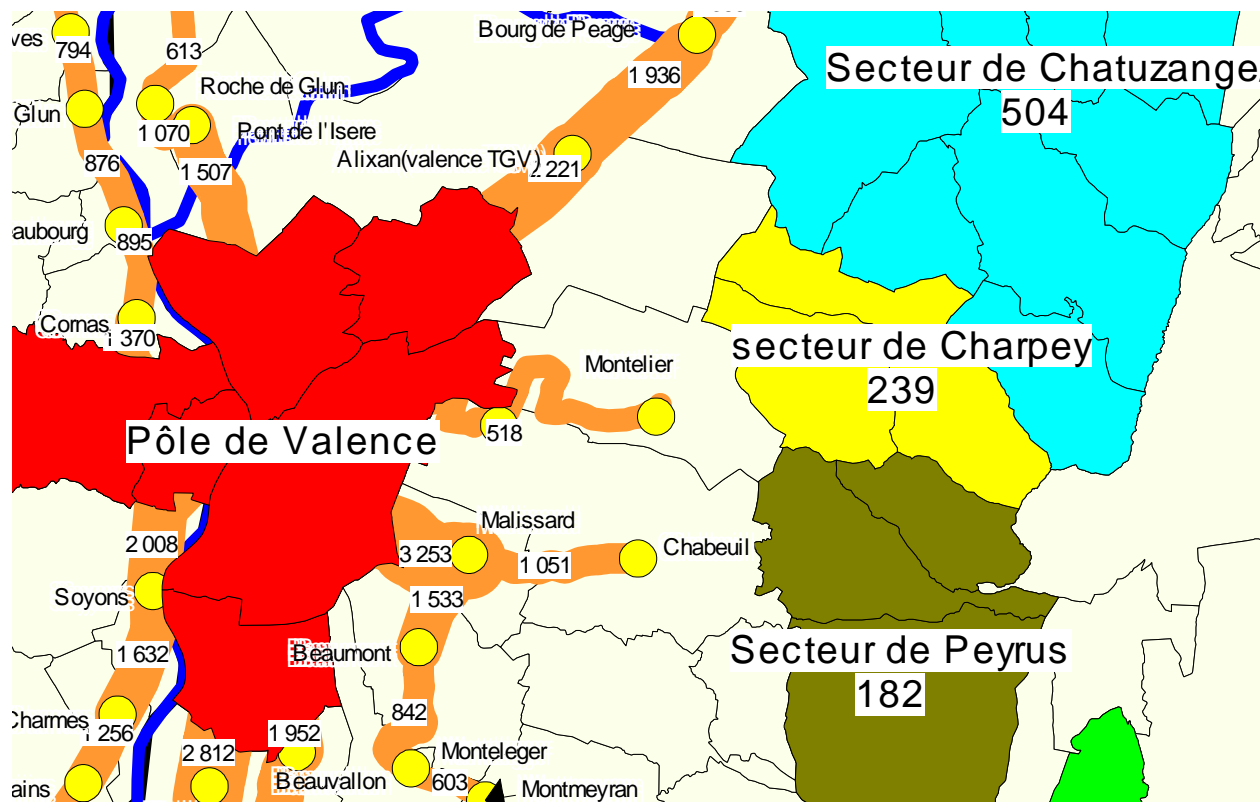 Bourg de Peage
794
613
1 936
Secteur de Chatuzange
504
Roche de Glun
Glun
1 070
Pont de l'Isere
876
1 507
Alixan(valence TGV)
221
aubourg
895
Cornas
370
secteur de Charpey
239
Montelier
518
Pôle de Valence
Malissard
2 008
3 253
1 051
Chabeuil
Soyons
1 533
1 632
Beaumont
Secteur de Peyrus
182
842
Charmes
256
1 952
2 812
Monteleger
Beauvallon
603
Montmeyran
ains